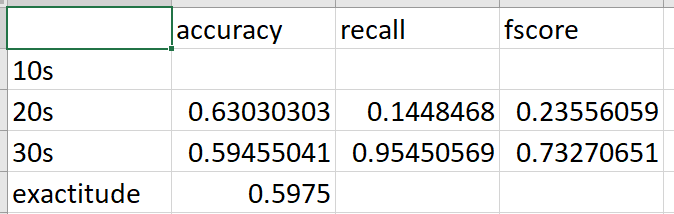 accuracy recall fscore
10s
20s 0.63030303 0.1448468 0.23556059
30s 0.59455041 0.95450569 0.73270651
exactitude 0.5975